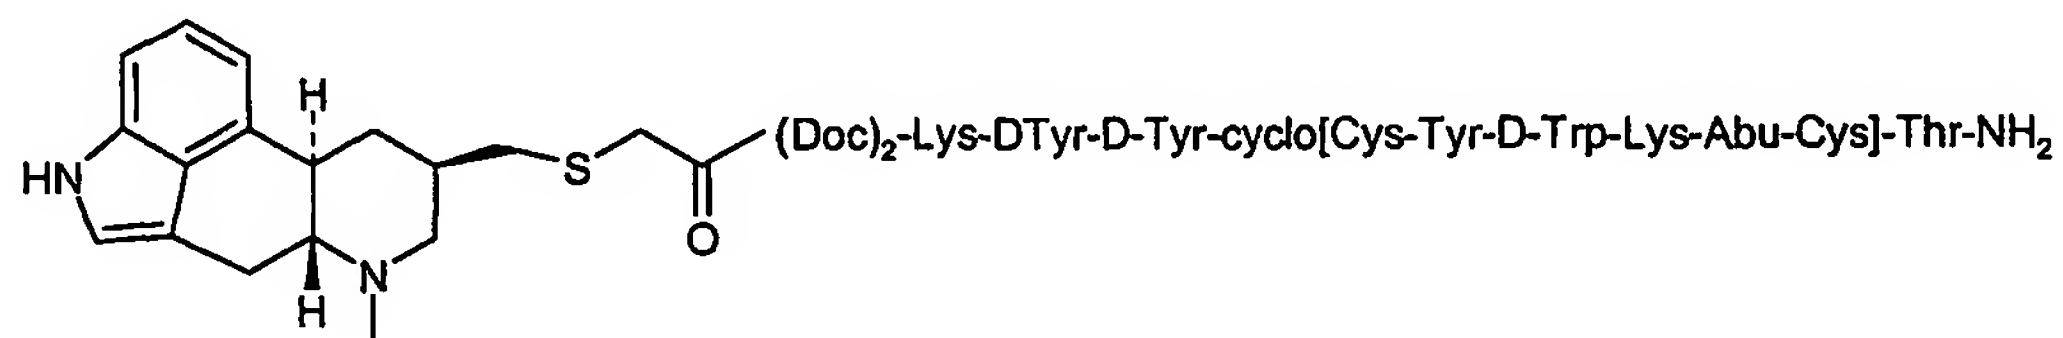 H
HN
S
(Doc)2-Lys-DTyr-D-Tyr-cyclo[Cys-Tyr-D-Trp-Lys-Abu-Cys]-Thr-NH2
O
N
H